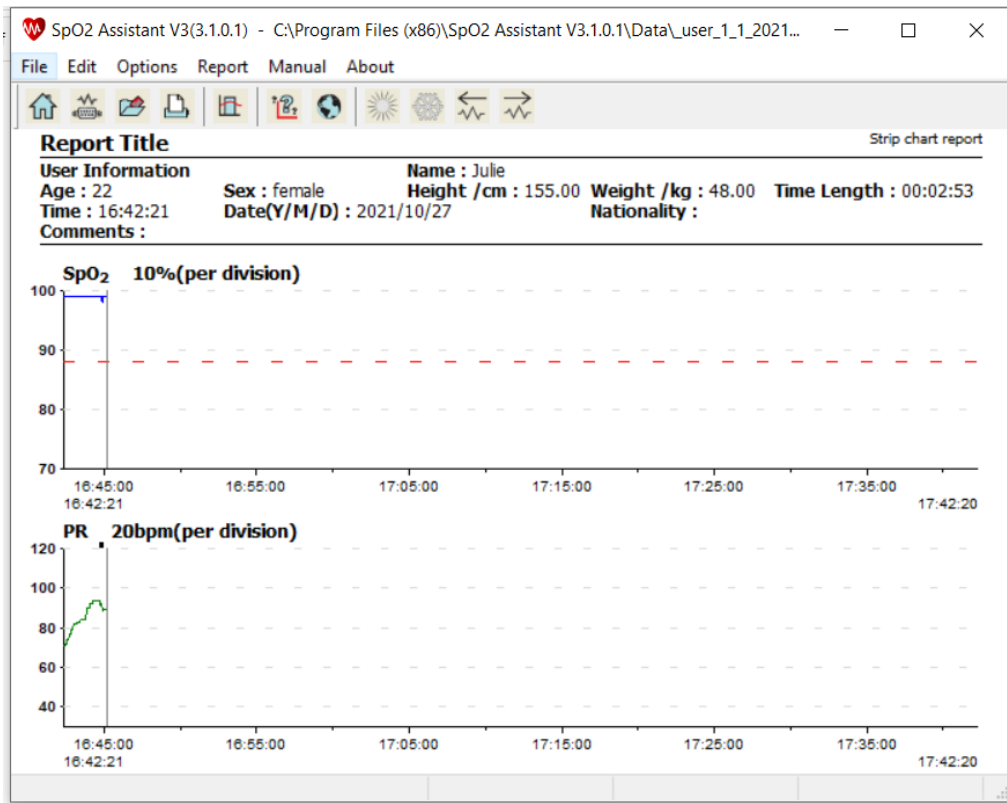 SpO2 Assistant V3(3.1.0.1) - C:\Program Files (x86)\SpO2 Assistant V3.1.0.1\Data\_user_1_1_2021...
File Edit Options Report Manual About
Report Title Strip chart report
User Information Name : Julie
Age : 22 Sex : female Height /cm : 155.00 Weight /kg : 48.00 Time Length : 00:02:53
Time : 16:42:21 Date(Y/M/D) : 2021/10/27 Nationality :
Comments :
SpO₂ 10%(per division)
100
90
80
70
16:45:00 16:55:00 17:05:00 17:15:00 17:25:00 17:35:00
16:42:21 17:42:20
PR 20bpm(per division)
120
100
80
60
40
16:45:00 16:55:00 17:05:00 17:15:00 17:25:00 17:35:00
16:42:21 17:42:20